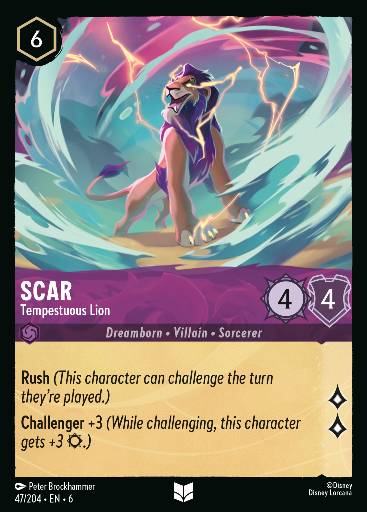 6
SCAR
Tempestuous Lion
4
4
Dreamborn • Villain • Sorcerer
Rush (This character can challenge the turn
they're played.)
Challenger +3 (While challenging, this character
gets +3 .)
Peter Brockhammer
©Disney
47/204 • EN • 6
Disney Lorcana